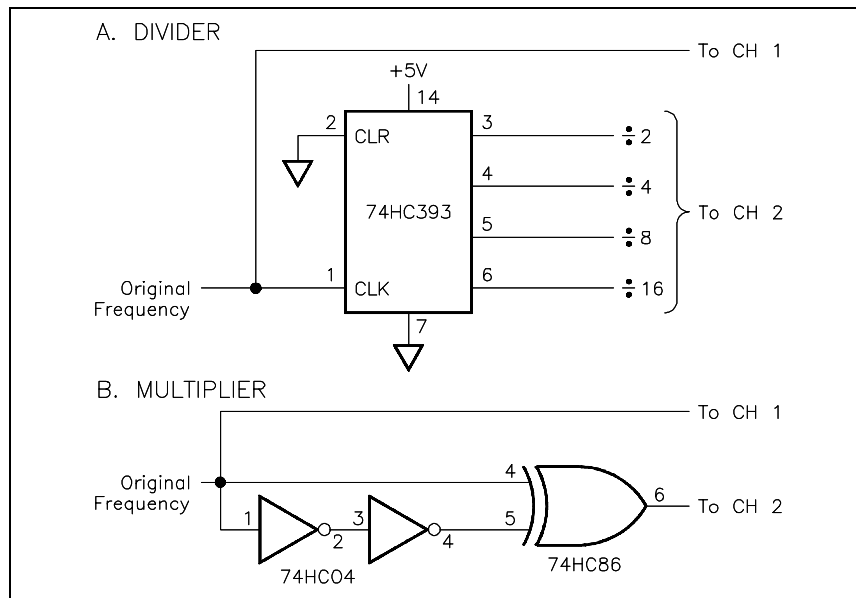 A. DIVIDER
To CH 1
+5V
14
2
CLR
3
÷2
4
÷4
74HC393
To CH 2
5
÷8
Original
Frequency
1
CLK
6
÷16
7
B. MULTIPLIER
To CH 1
Original
Frequency
4
1
2
3
4
5
6
To CH 2
74HC04
74HC86